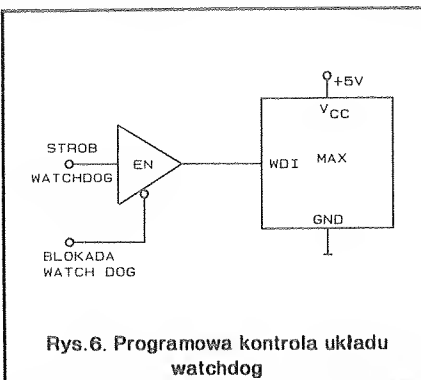 +5V
VCC
STROB
WATCHDOG
EN
WDI
MAX
GND
BLOKADA
WATCH DOG
Rys.6. Programowa kontrola układu
watchdog